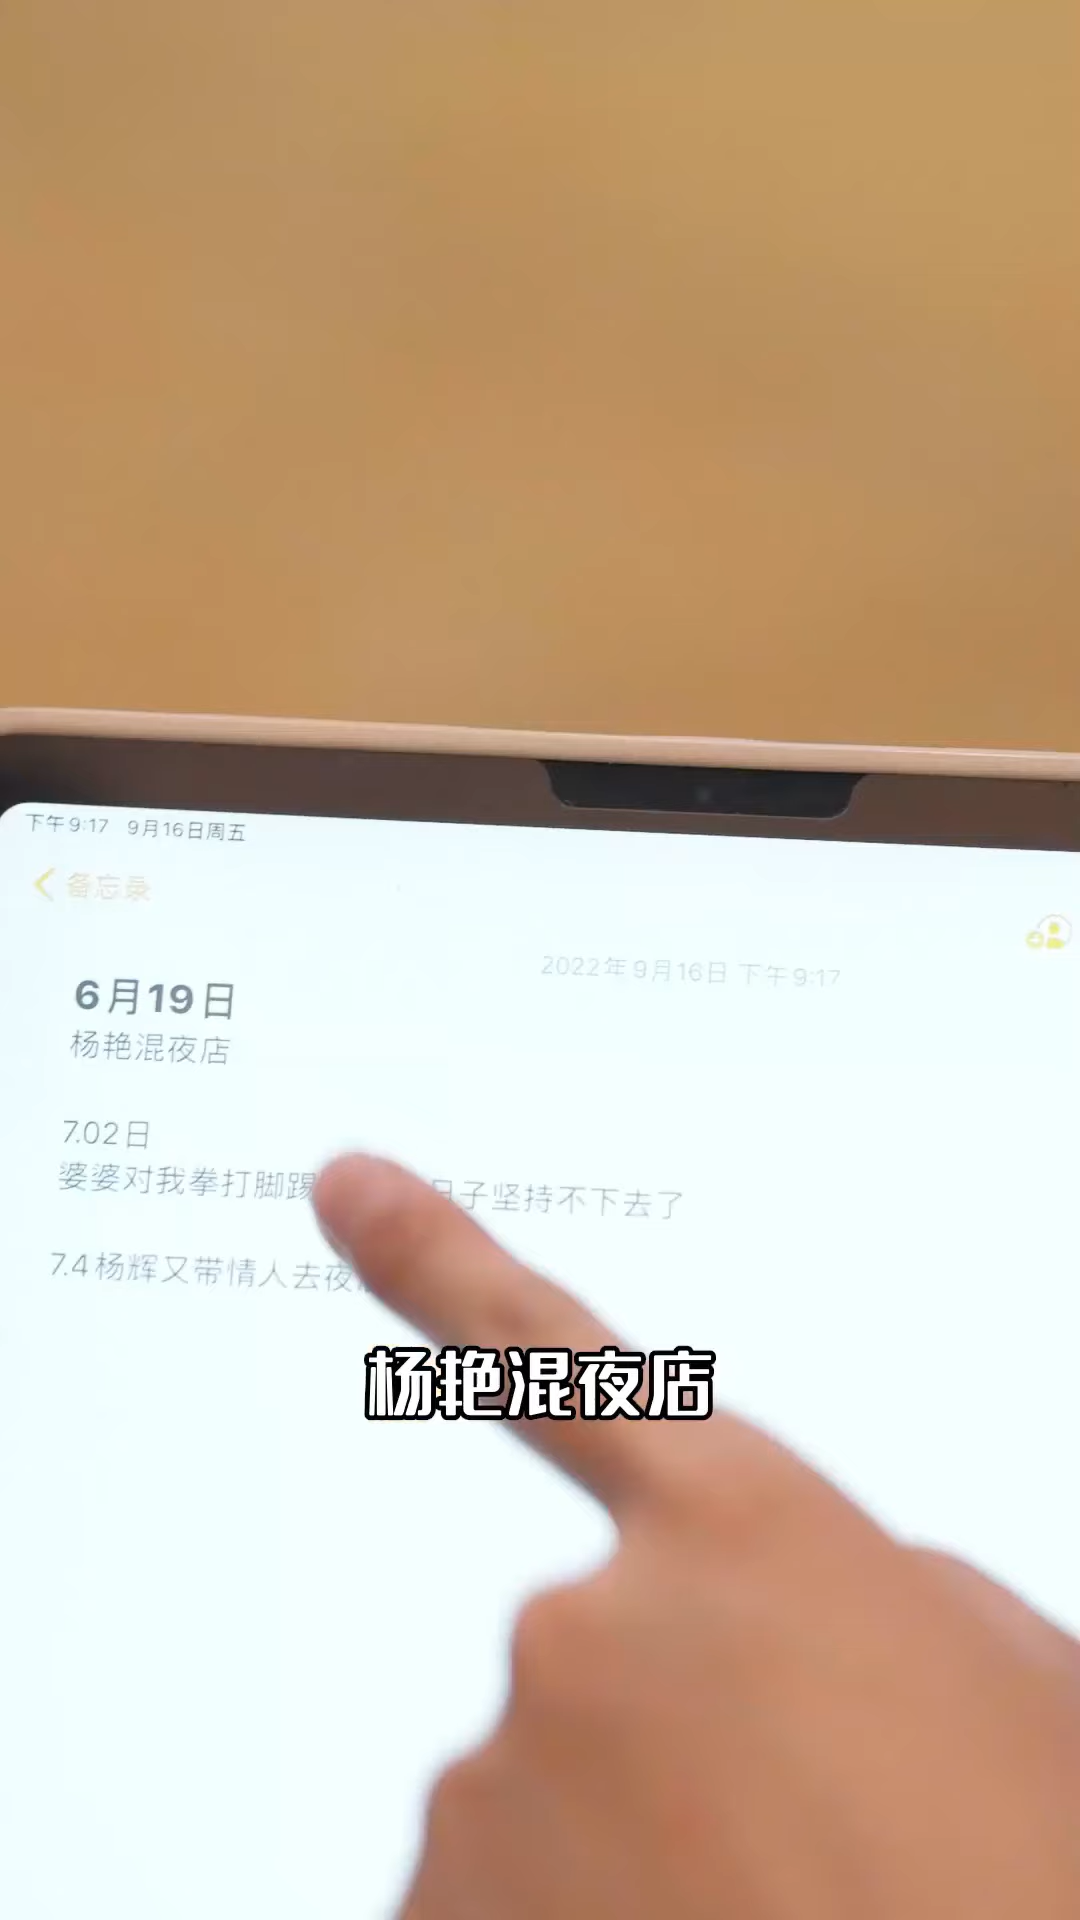 下午9:17 9月16日周五
备忘录
2022年9月16日 下午9:17
6月19日
杨艳混夜店
7.02日
婆婆对我拳打脚踢 日子坚持不下去了
7.4杨辉又带情人去夜
杨艳混夜店